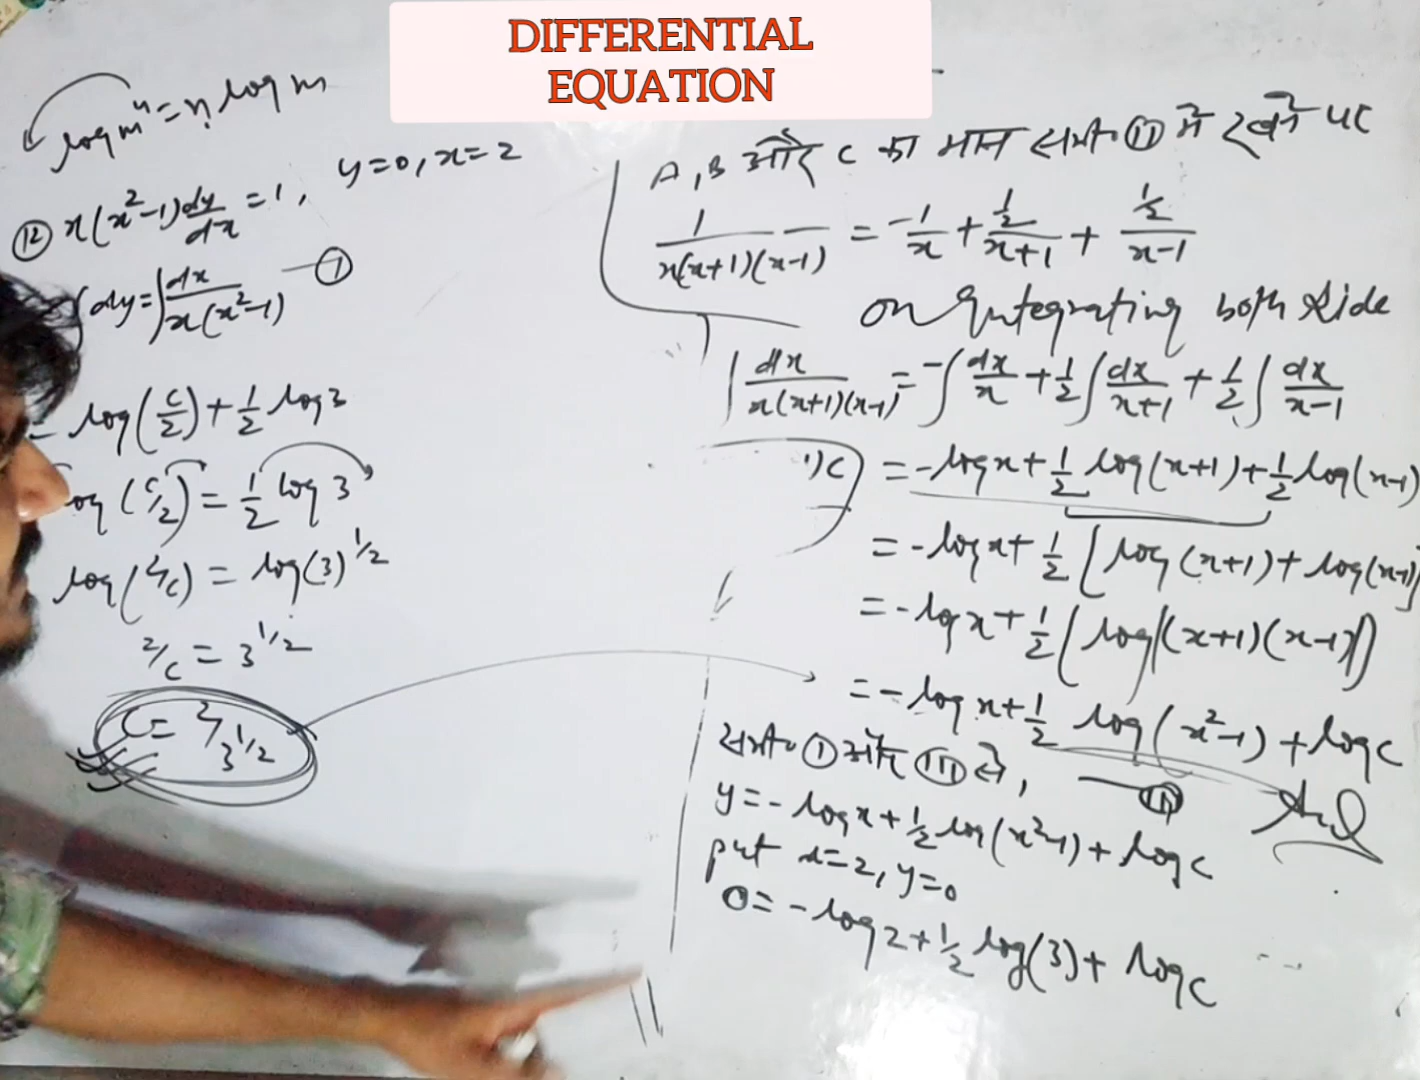 DIFFERENTIAL
EQUATION
log mⁿ = n log m
⑫ x(x²-1)dy/dx = 1, y=0, x=2
∫dy = ∫dx/x(x²-1) —①
= log(c/2) + 1/2 log 3
-log(c/2) = 1/2 log 3
log(2/c) = log(3)^1/2
2/c = 3^1/2
C = 2/3^1/2
A, B और C का मान समी० ⑪ में रखने पर
1/x(x+1)(x-1) = -1/x + 1/2/x+1 + 1/2/x-1
on Integrating both side
∫dx/x(x+1)(x-1) = -∫dx/x + 1/2∫dx/x+1 + 1/2∫dx/x-1
1)C
= -log x + 1/2 log(x+1) + 1/2 log(x-1)
= -log x + 1/2 [log(x+1) + log(x-1)]
= -log x + 1/2 [log((x+1)(x-1))]
= -log x + 1/2 log(x²-1) + log c
—⑪⑪
समी० ① और ⑪⑪ से,
y = -log x + 1/2 log(x²-1) + log c
put x=2, y=0
0 = -log 2 + 1/2 log(3) + log c